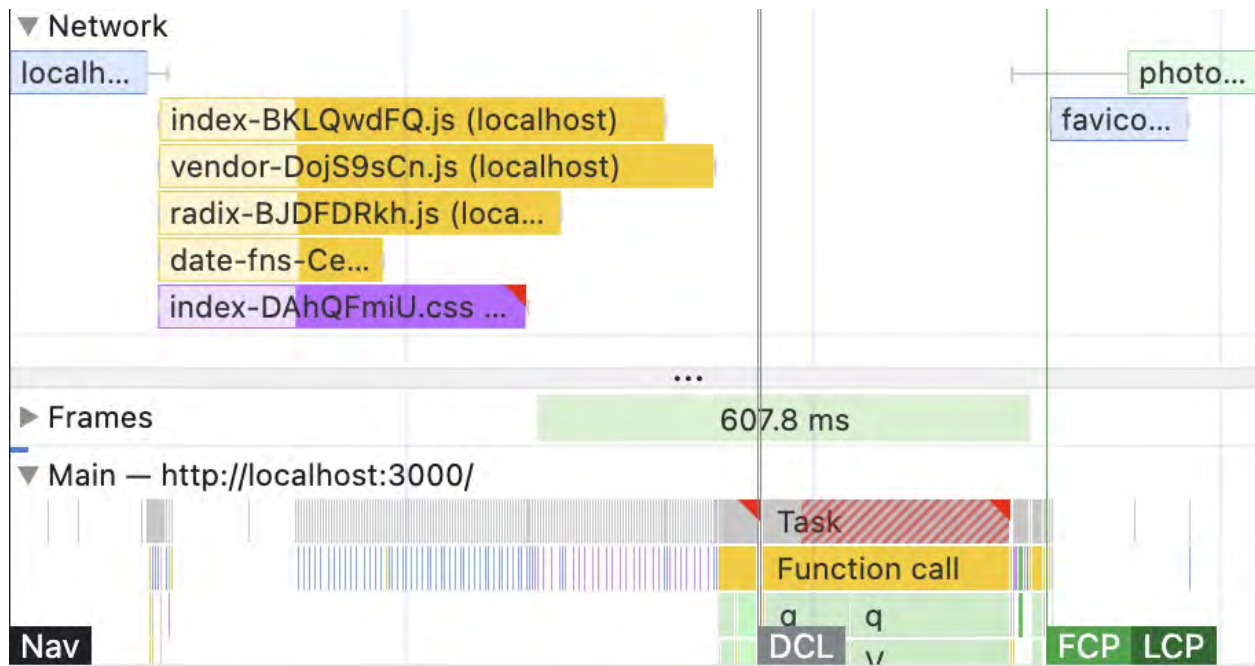 Network
localh...
photo...
index-BKLQwdFQ.js (localhost)
favico...
vendor-DojS9sCn.js (localhost)
radix-BJDFDRkh.js (loca...
date-fns-Ce...
index-DAhQFmiU.css ...
...
Frames
607.8 ms
Main — http://localhost:3000/
Task
Function call
q q
V
Nav
DCL
FCP LCP